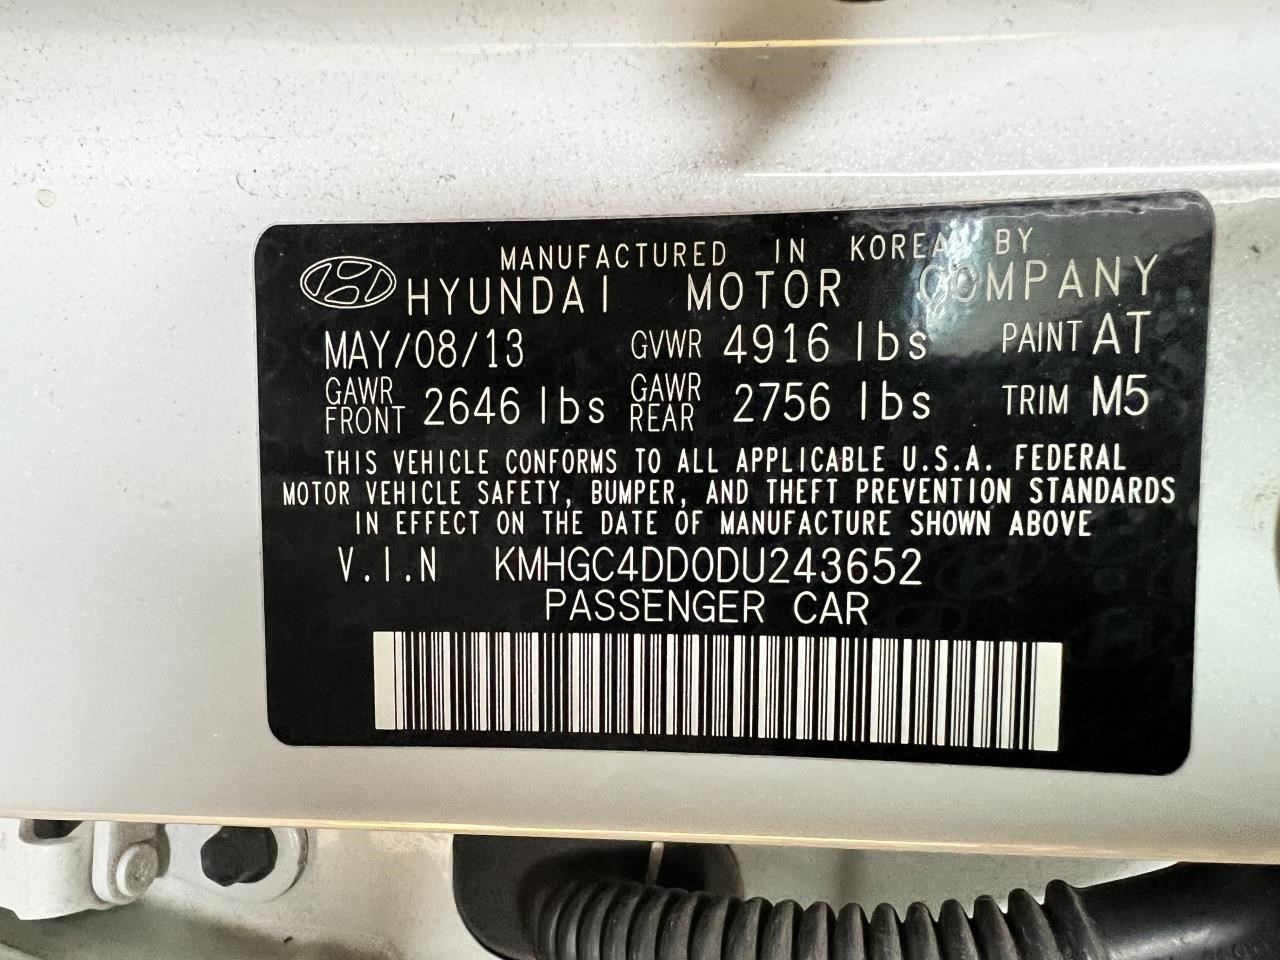 MANUFACTURED IN KOREA BY
HYUNDAI MOTOR COMPANY
MAY/08/13 GVWR 4916 lbs PAINT AT
GAWR FRONT 2646 lbs GAWR REAR 2756 lbs TRIM M5
THIS VEHICLE CONFORMS TO ALL APPLICABLE U.S.A. FEDERAL
MOTOR VEHICLE SAFETY, BUMPER, AND THEFT PREVENTION STANDARDS
IN EFFECT ON THE DATE OF MANUFACTURE SHOWN ABOVE
V.I.N KMHGC4DD0DU243652
PASSENGER CAR